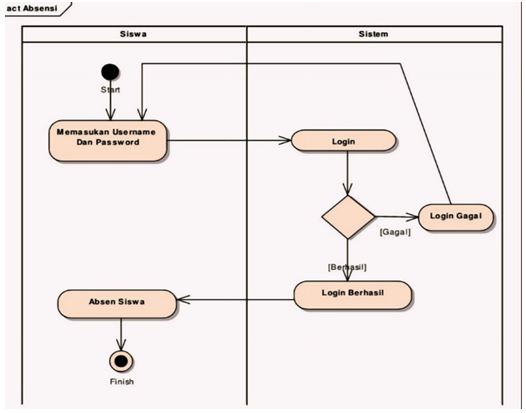 act Absensi
Siswa
Sistem
Start
Memasukan Username
Dan Password
Login
Login Gagal
[Gagal]
[Berhasil]
Login Berhasil
Absen Siswa
Finish